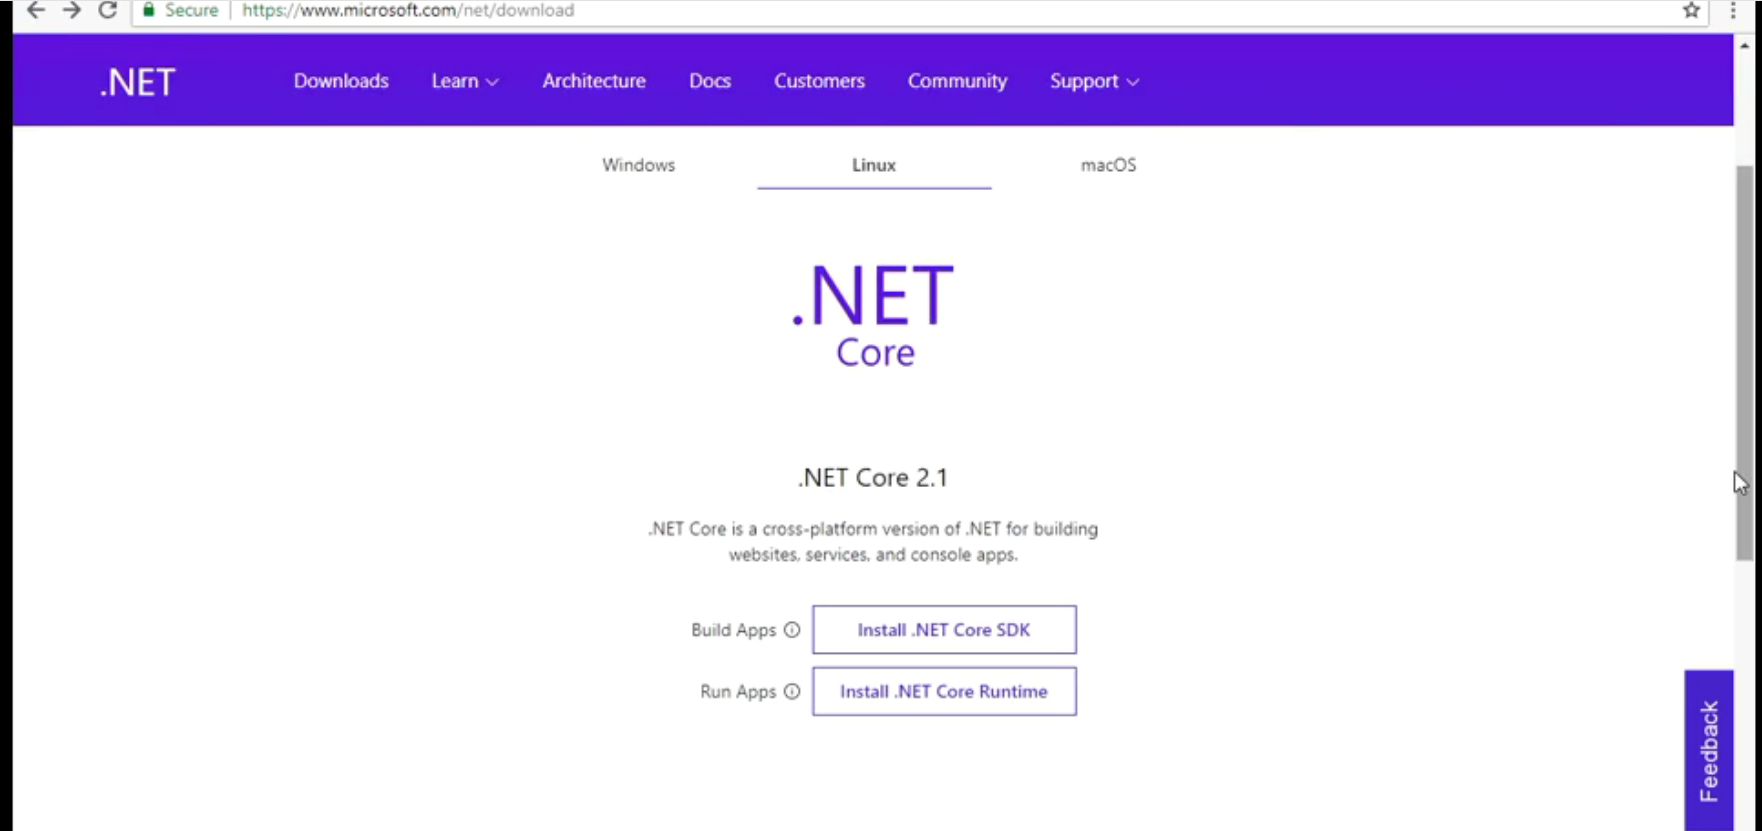 Secure https://www.microsoft.com/net/download
.NET Downloads Learn Architecture Docs Customers Community Support
Windows Linux macOS
.NET
Core
.NET Core 2.1
.NET Core is a cross-platform version of .NET for building
websites, services, and console apps.
Build Apps Install .NET Core SDK
Run Apps Install .NET Core Runtime
Feedback